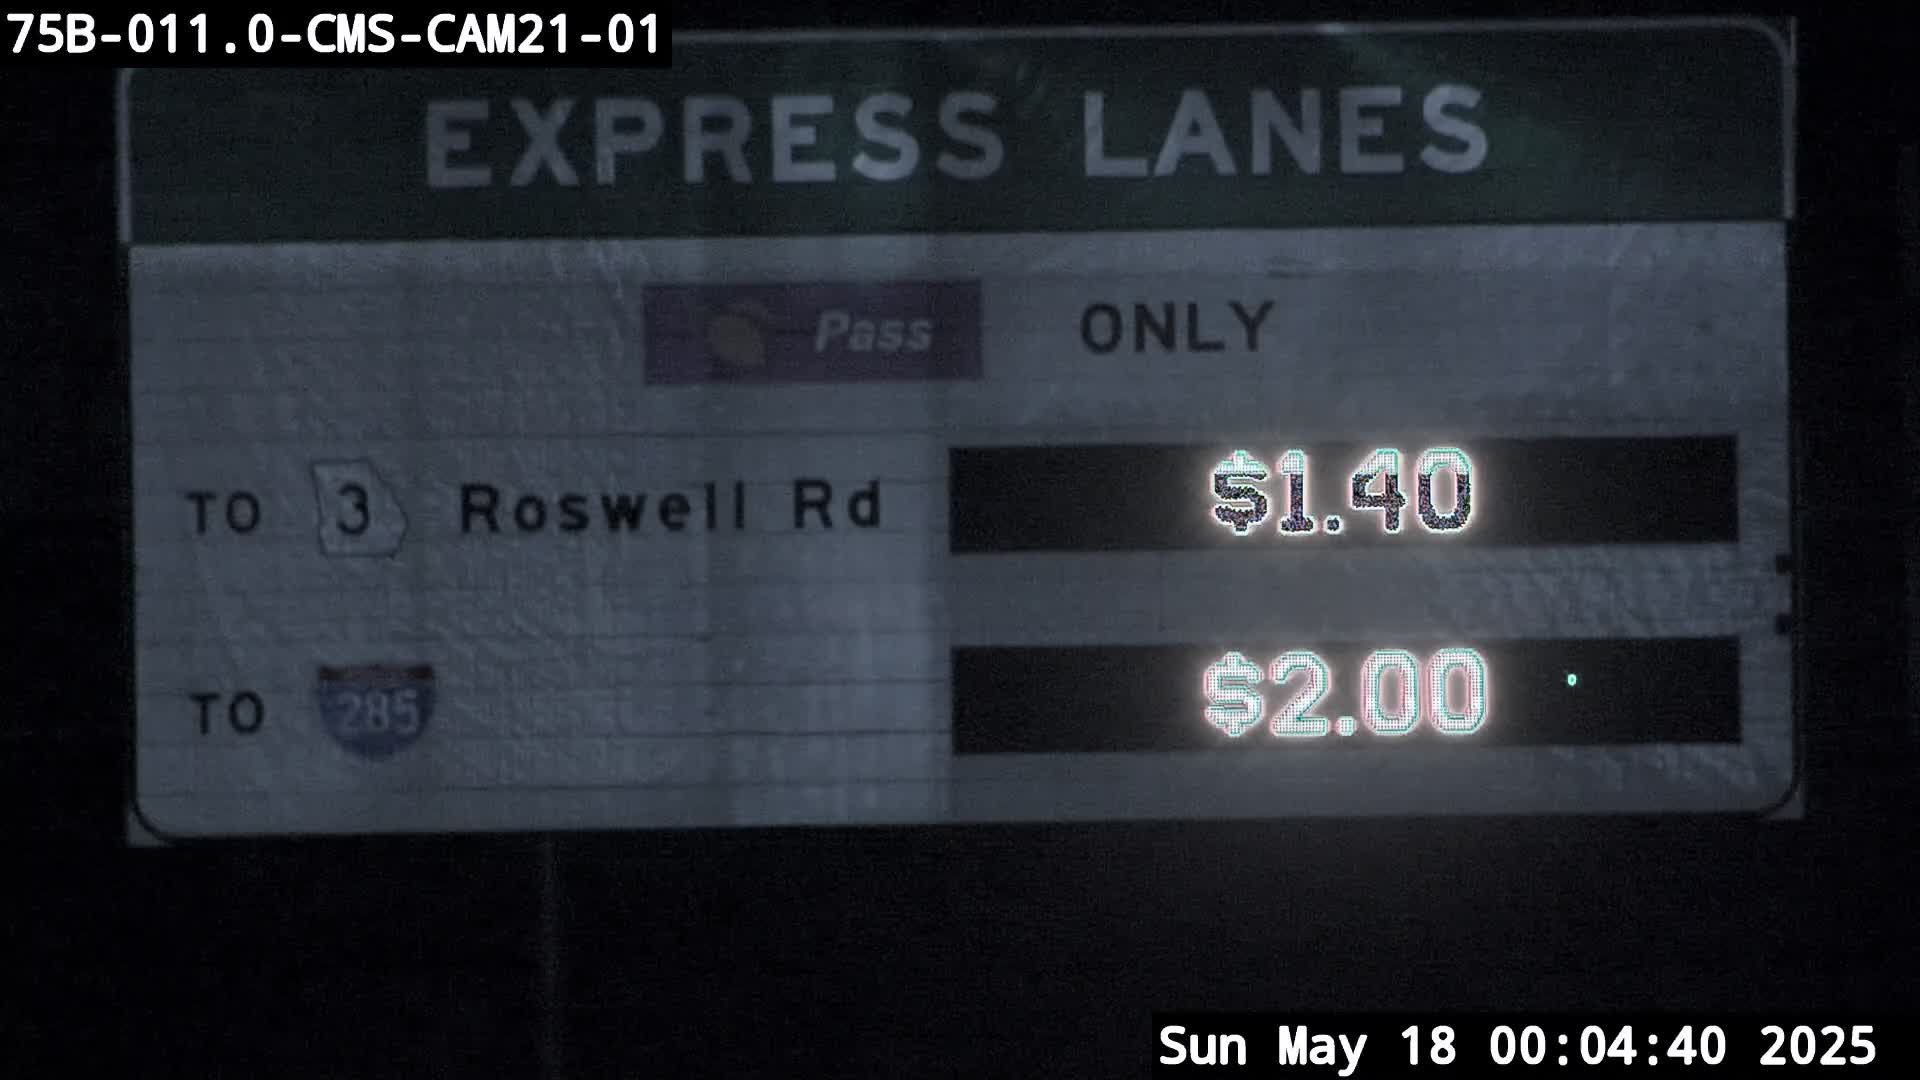 75B-011.0-CMS-CAM21-01
EXPRESS LANES
Pass ONLY
TO 3 Roswell Rd $1.40
TO 285 $2.00
Sun May 18 00:04:40 2025